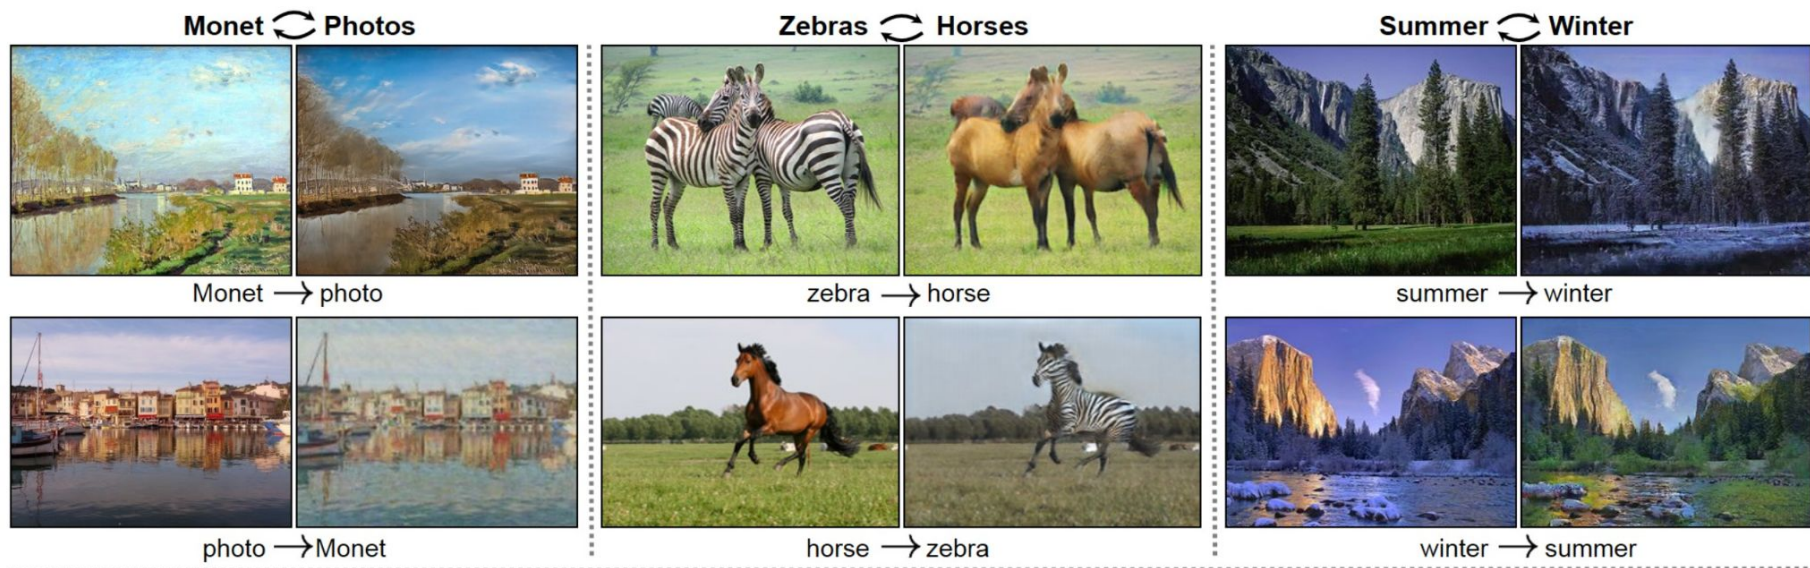 Monet Photos
Zebras Horses
Summer Winter
Monet → photo
zebra → horse
summer → winter
photo → Monet
horse → zebra
winter → summer